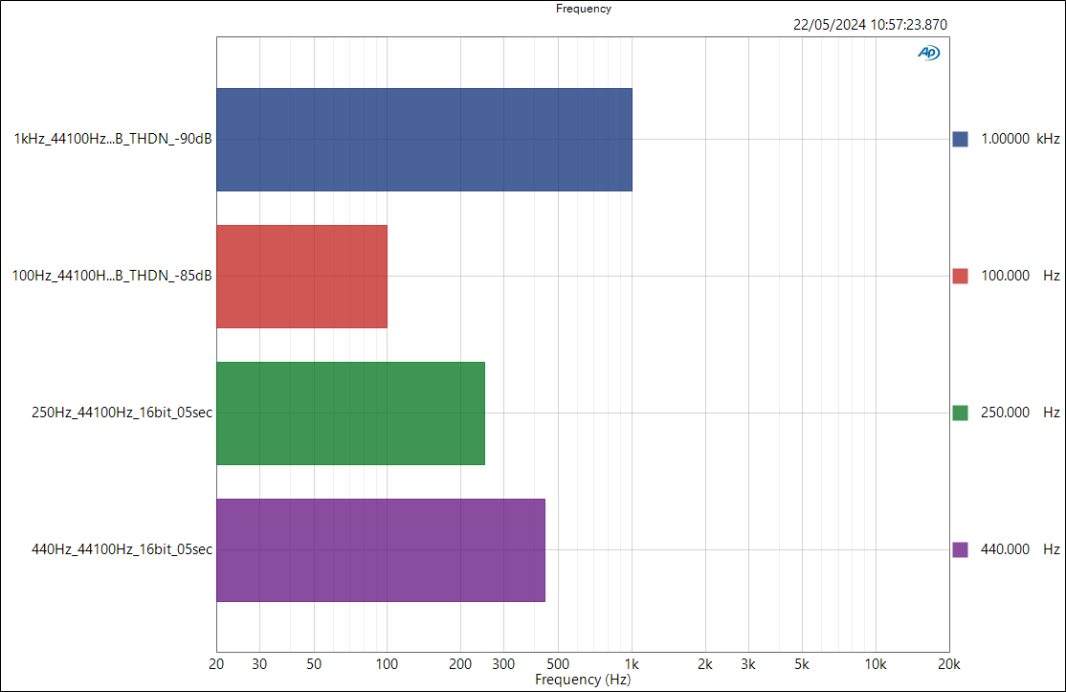 Frequency
22/05/2024 10:57:23.870
AP
1kHz_44100Hz...B_THDN_-90dB
1.00000 kHz
100Hz_44100H...B_THDN_-85dB
100.000 Hz
250Hz_44100Hz_16bit_05sec
250.000 Hz
440Hz_44100Hz_16bit_05sec
440.000 Hz
20 30 50 100 200 300 500 1k 2k 3k 5k 10k 20k
Frequency (Hz)